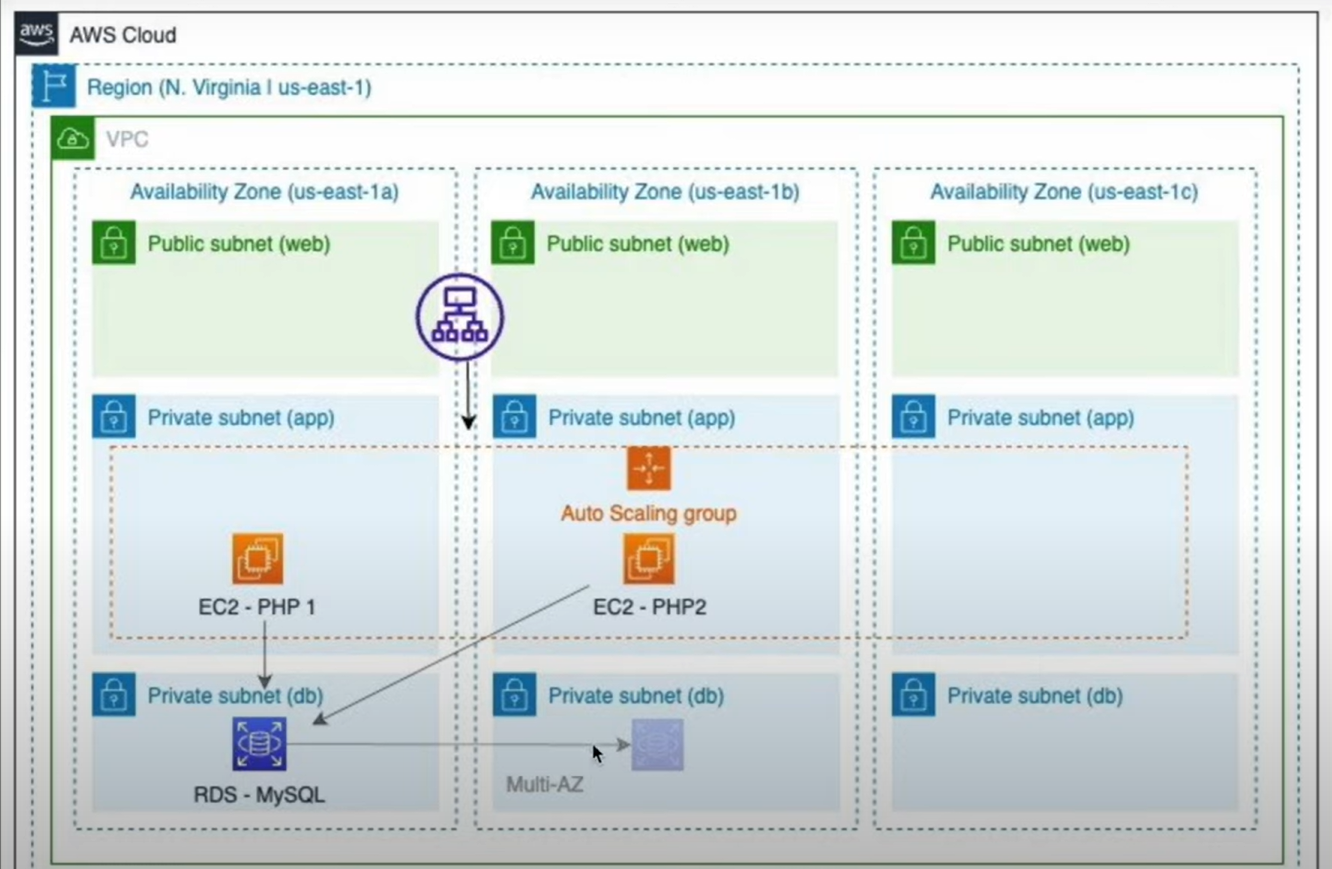 aws
AWS Cloud
Region (N. Virginia | us-east-1)
VPC
Availability Zone (us-east-1a)
Availability Zone (us-east-1b)
Availability Zone (us-east-1c)
Public subnet (web)
Public subnet (web)
Public subnet (web)
Private subnet (app)
Private subnet (app)
Private subnet (app)
Auto Scaling group
EC2 - PHP 1
EC2 - PHP2
Private subnet (db)
Private subnet (db)
Private subnet (db)
RDS - MySQL
Multi-AZ